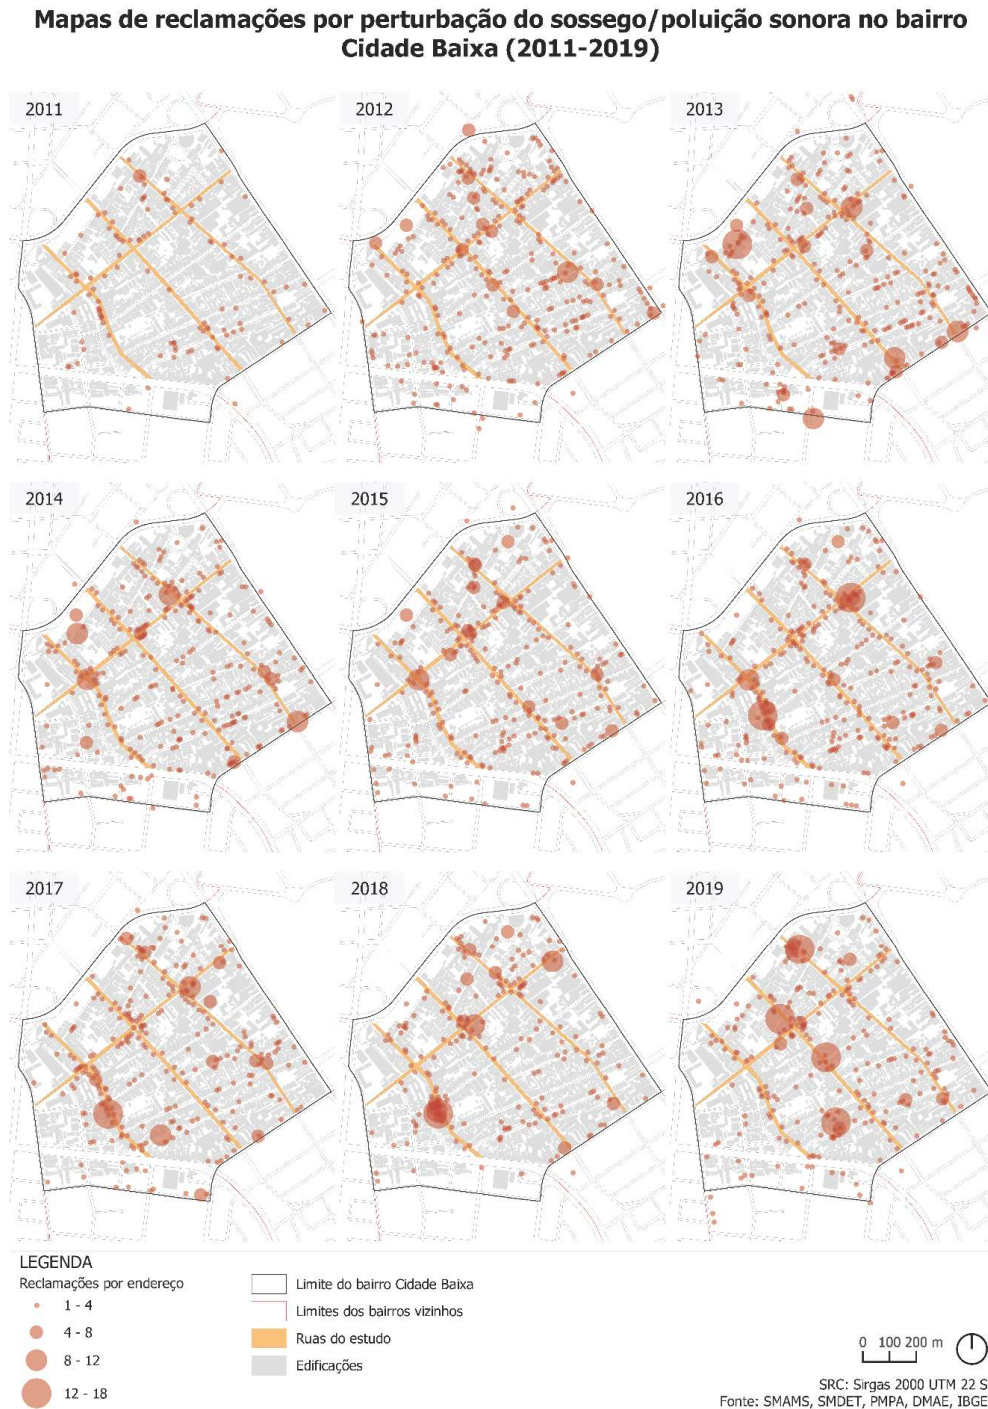 Mapas de reclamações por perturbação do sossego/poluição sonora no bairro
Cidade Baixa (2011-2019)
2011
2012
2013
2014
2015
2016
2017
2018
2019
LEGENDA
Reclamações por endereço
1 - 4
4 - 8
8 - 12
12 - 18
Limite do bairro Cidade Baixa
Limites dos bairros vizinhos
Ruas do estudo
Edificações
0 100 200 m
SRC: Sirgas 2000 UTM 22 S
Fonte: SMAMS, SMDET, PMPA, DMAE, IBGE